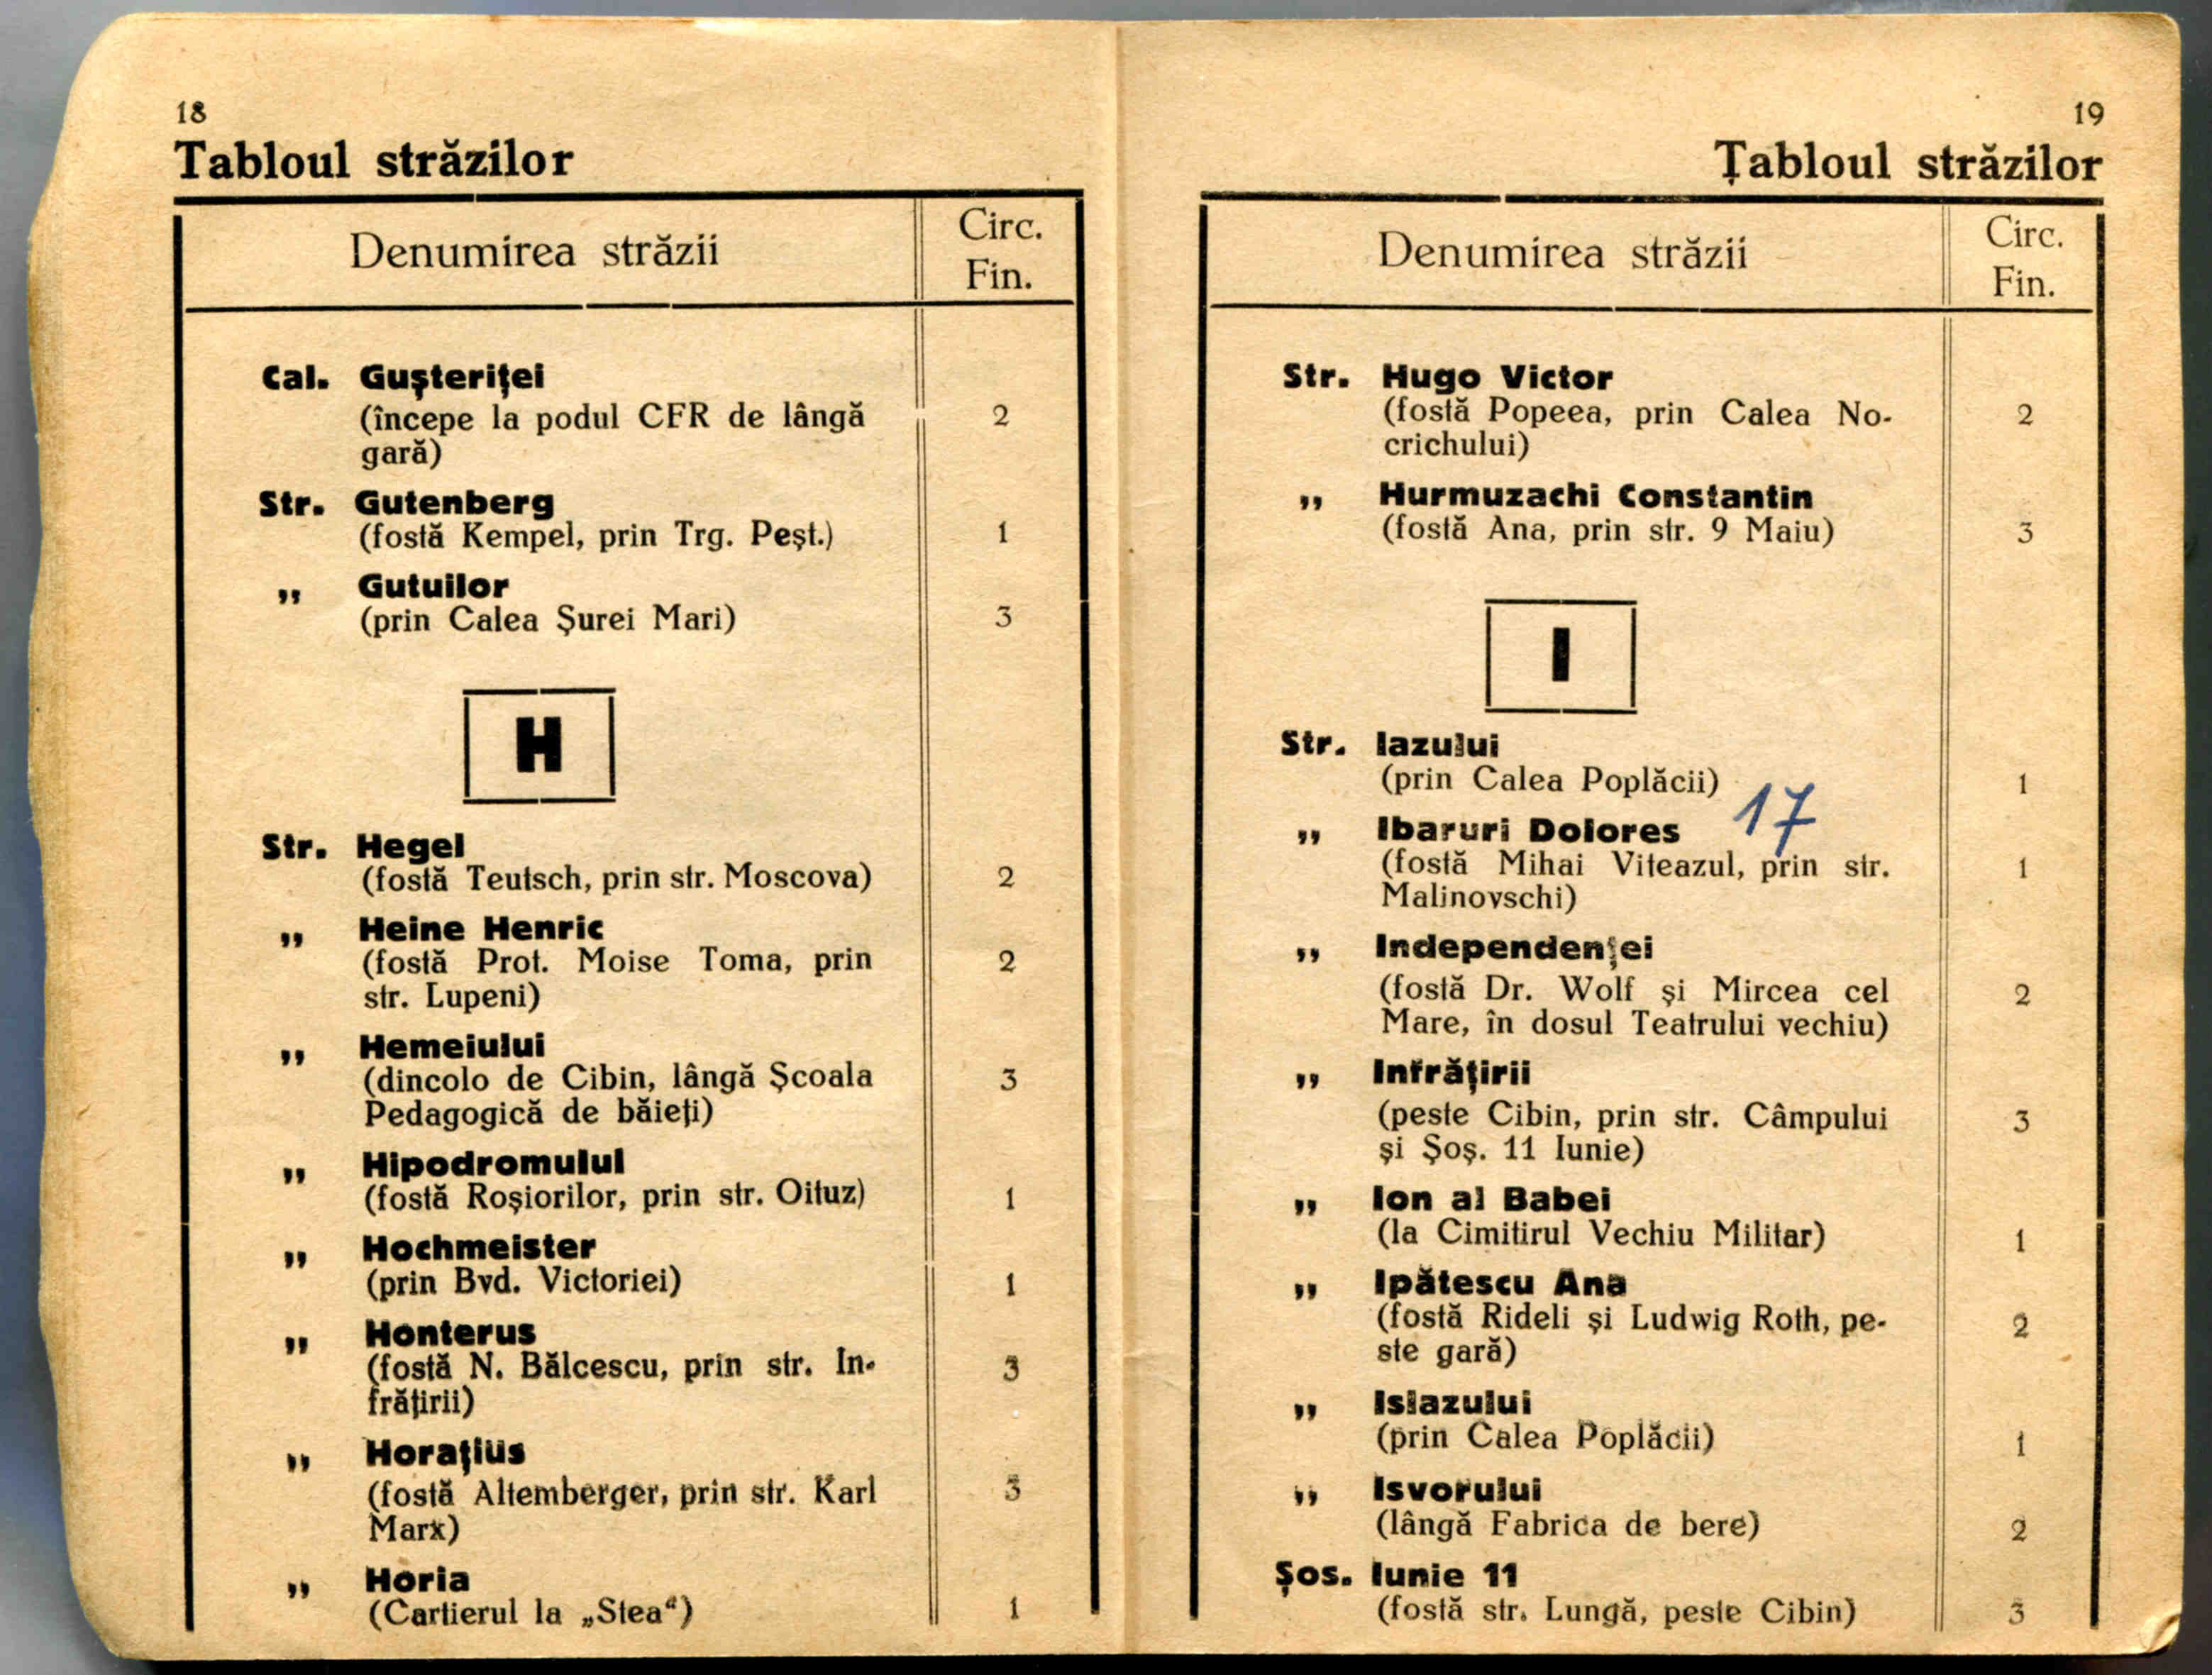 18
Tabloul străzilor
Denumirea străzii
Circ.
Fin.
Cal. Guşteriţei
(începe la podul CFR de lângă 2
gară)
Str. Gutenberg
(fostă Kempel, prin Trg. Peşt.) 1
„ Gutuilor
(prin Calea Şurei Mari) 3
H
Str. Hegel
(fostă Teutsch, prin str. Moscova) 2
„ Heine Henric
(fostă Prot. Moise Toma, prin 2
str. Lupeni)
„ Hemeiului
(dincolo de Cibin, lângă Şcoala 3
Pedagogică de băieţi)
„ Hipodromului
(fostă Roşiorilor, prin str. Oituz) 1
„ Hochmeister
(prin Bvd. Victoriei) 1
„ Honterus
(fostă N. Bălcescu, prin str. In- 3
frăţirii)
„ Horaţius
(fostă Altemberger, prin str. Karl 3
Marx)
„ Horia
(Cartierul la „Stea“) 1
19
Ţabloul străzilor
Denumirea străzii
Circ.
Fin.
Str. Hugo Victor
(fostă Popeea, prin Calea No- 2
crichului)
„ Hurmuzachi Constantin
(fostă Ana, prin str. 9 Maiu) 3
I
Str. Iazului
(prin Calea Poplăcii) 1
17
„ Ibaruri Dolores
(fostă Mihai Viteazul, prin str. 1
Malinovschi)
„ Independenţei
(fostă Dr. Wolf şi Mircea cel 2
Mare, în dosul Teatrului vechiu)
„ Infrăţirii
(peste Cibin, prin str. Câmpului 3
şi Şoş. 11 Iunie)
„ Ion al Babei
(la Cimitirul Vechiu Militar) 1
„ Ipătescu Ana
(fostă Rideli şi Ludwig Roth, pe- 2
ste gară)
„ Islazului
(prin Calea Poplăcii) 1
„ Isvorului
(lângă Fabrica de bere) 2
Şos. Iunie 11
(fostă str. Lungă, peste Cibin) 3